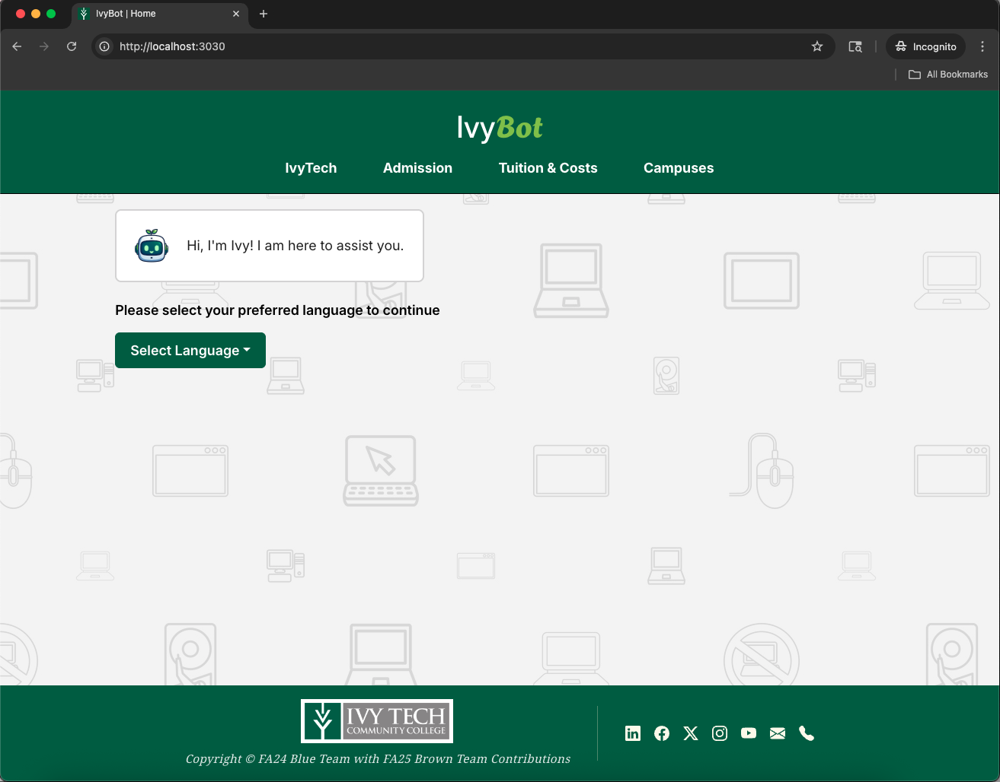 IvyBot | Home
http://localhost:3030
Incognito
All Bookmarks
IvyBot
IvyTech Admission Tuition & Costs Campuses
Hi, I'm Ivy! I am here to assist you.
Please select your preferred language to continue
Select Language
IVY TECH
COMMUNITY COLLEGE
Copyright © FA24 Blue Team with FA25 Brown Team Contributions